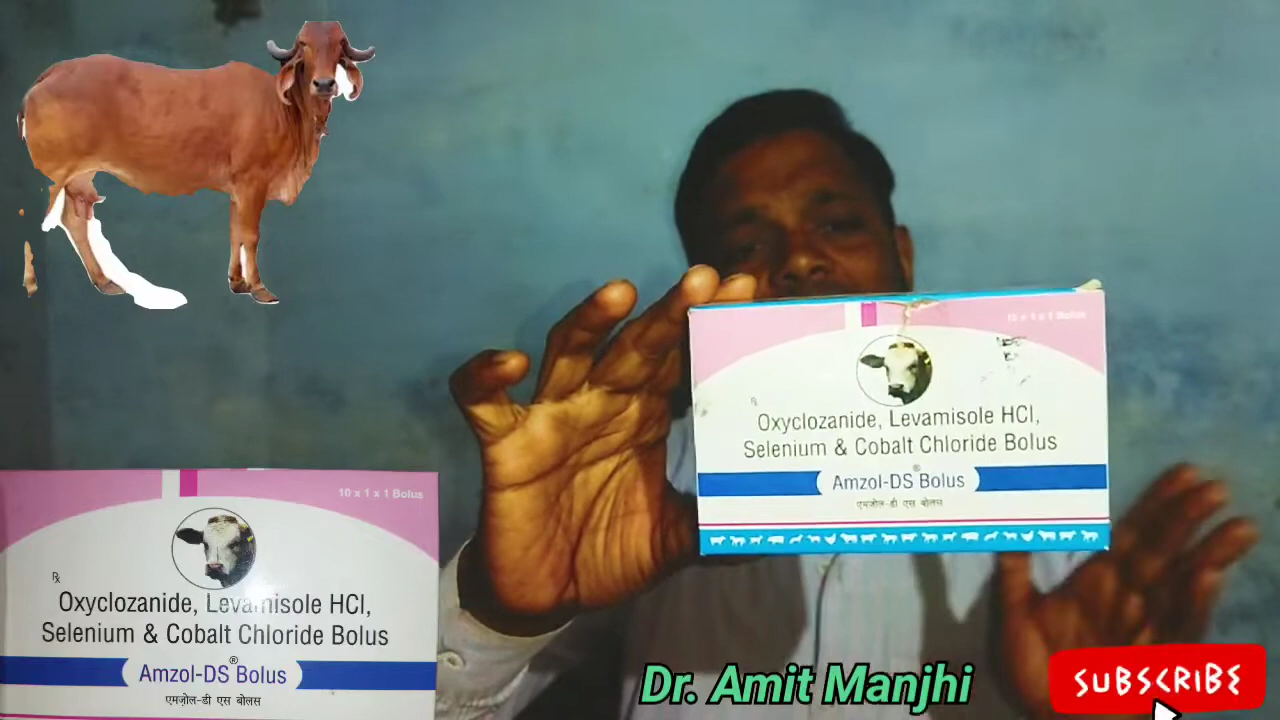 10 x 1 x 1 Bolus
℞
Oxyclozanide, Levamisole HCl,
Selenium & Cobalt Chloride Bolus
Amzol-DS® Bolus
एमज़ोल-डी एस बोलस
10 x 1 x 1 Bolus
℞
Oxyclozanide, Levamisole HCl,
Selenium & Cobalt Chloride Bolus
Amzol-DS® Bolus
एमज़ोल-डी एस बोलस
Dr. Amit Manjhi
SUBSCRIBE